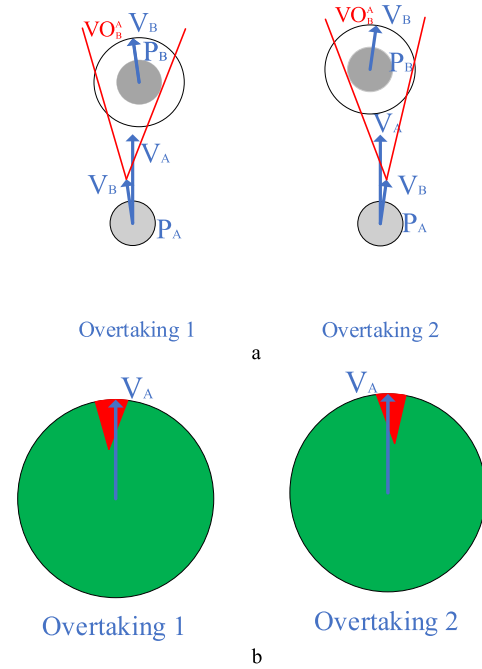 VO_B^A V_B
P_B
V_A
V_B
P_A
Overtaking 1
VO_B^A V_B
P_B
V_A
V_B
P_A
Overtaking 2
a
V_A
Overtaking 1
V_A
Overtaking 2
b